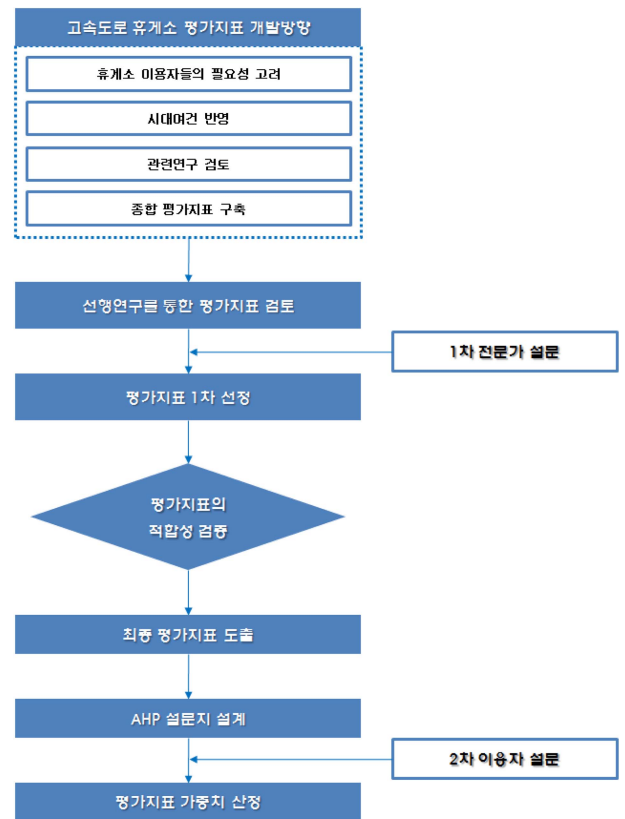 고속도로 휴게소 평가지표 개발방향
휴게소 이용자들의 필요성 고려
시대여건 반영
관련연구 검토
종합 평가지표 구축
선행연구를 통한 평가지표 검토
1차 전문가 설문
평가지표 1차 선정
평가지표의
적합성 검증
최종 평가지표 도출
AHP 설문지 설계
2차 이용자 설문
평가지표 가중치 산정